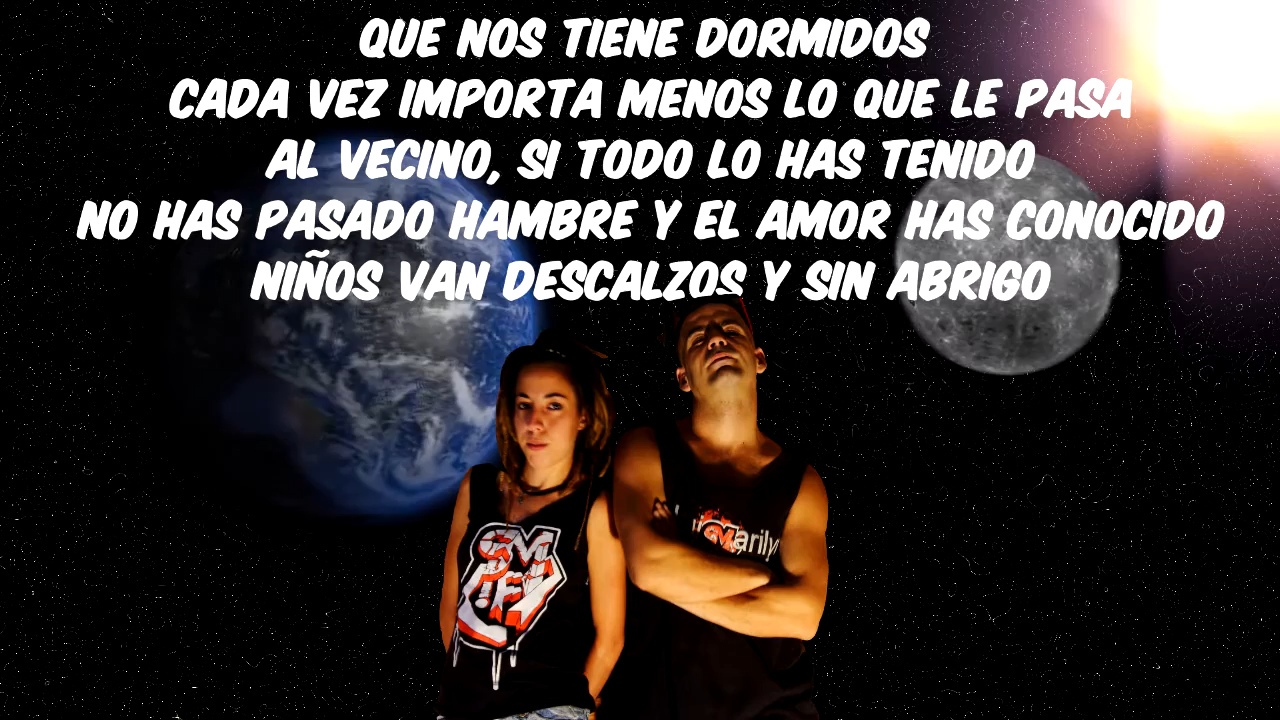 QUE NOS TIENE DORMIDOS
CADA VEZ IMPORTA MENOS LO QUE LE PASA
AL VECINO, SI TODO LO HAS TENIDO
NO HAS PASADO HAMBRE Y EL AMOR HAS CONOCIDO
NIÑOS VAN DESCALZOS Y SIN ABRIGO